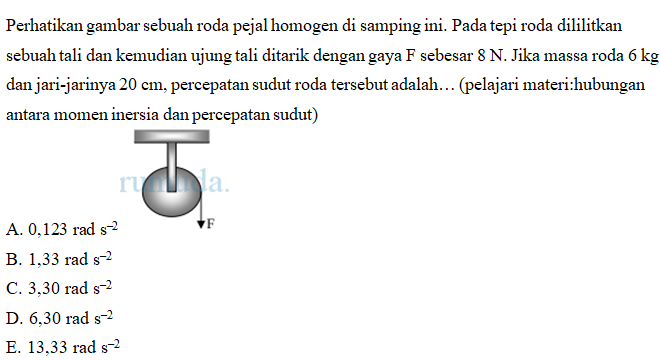 Perhatikan gambar sebuah roda pejal homogen di samping ini. Pada tepi roda dililitkan
sebuah tali dan kemudian ujung tali ditarik dengan gaya F sebesar 8 N. Jika massa roda 6 kg
dan jari-jarinya 20 cm, percepatan sudut roda tersebut adalah… (pelajari materi:hubungan
antara momen inersia dan percepatan sudut)
F
A. 0,123 rad s⁻²
B. 1,33 rad s⁻²
C. 3,30 rad s⁻²
D. 6,30 rad s⁻²
E. 13,33 rad s⁻²